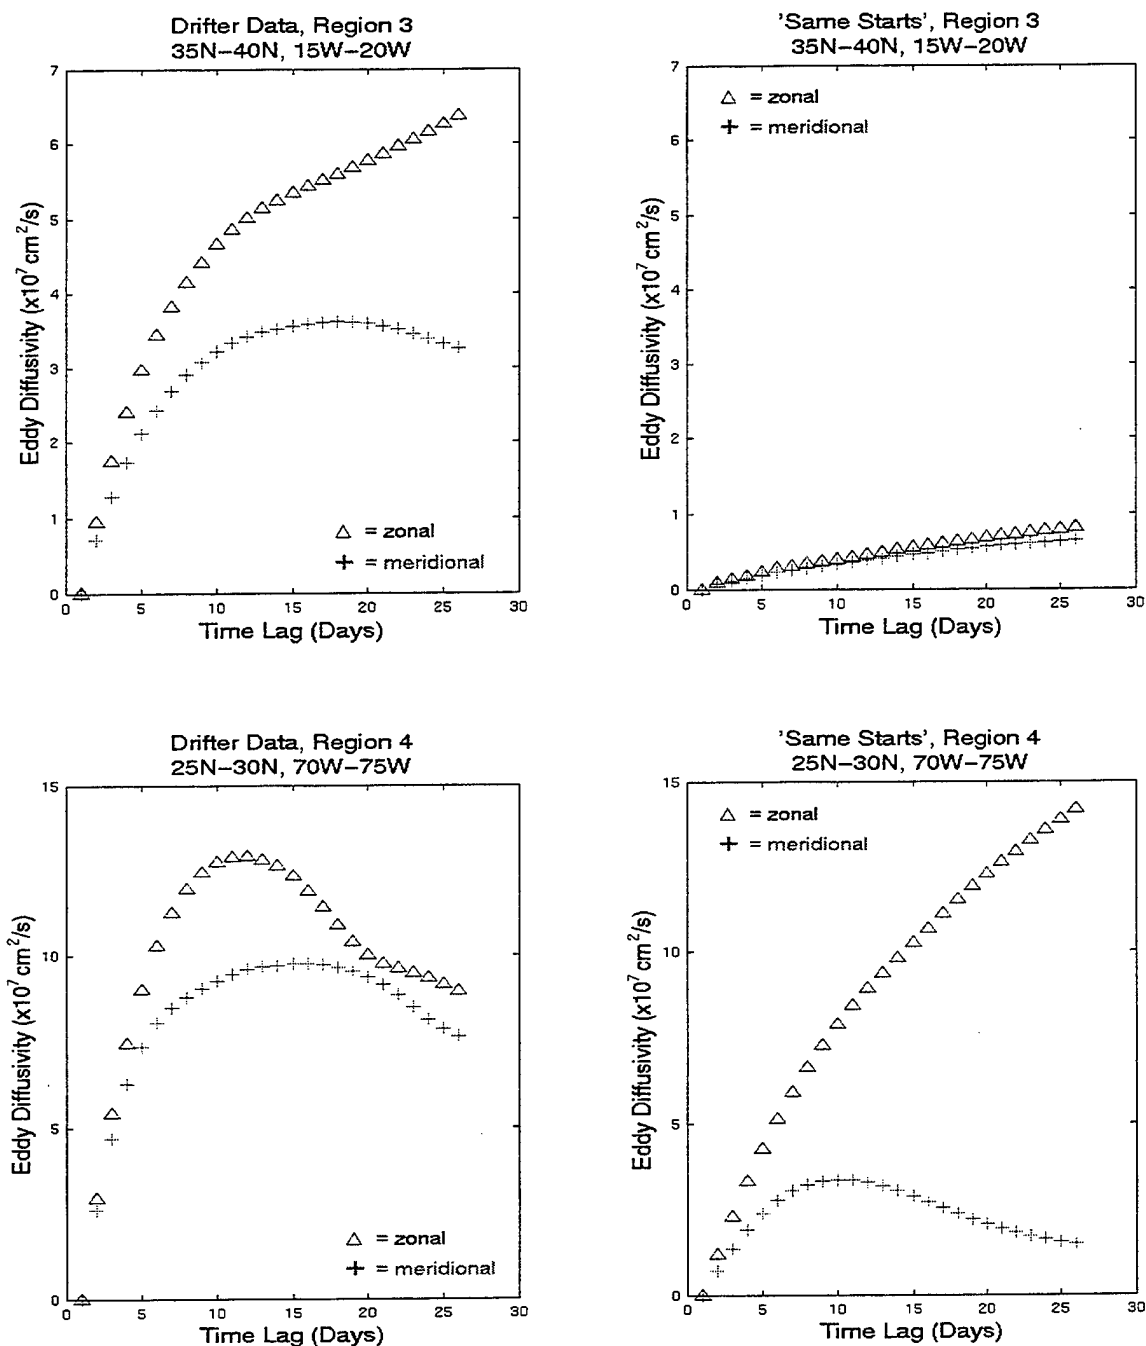 Drifter Data, Region 3
35N–40N, 15W–20W
7
6
5
4
3
2
1
0
Eddy Diffusivity (x10⁷ cm²/s)
△ = zonal
+ = meridional
0 5 10 15 20 25 30
Time Lag (Days)
'Same Starts', Region 3
35N–40N, 15W–20W
7
6
5
4
3
2
1
0
Eddy Diffusivity (x10⁷ cm²/s)
△ = zonal
+ = meridional
0 5 10 15 20 25 30
Time Lag (Days)
Drifter Data, Region 4
25N–30N, 70W–75W
15
10
5
0
Eddy Diffusivity (x10⁷ cm²/s)
△ = zonal
+ = meridional
0 5 10 15 20 25 30
Time Lag (Days)
'Same Starts', Region 4
25N–30N, 70W–75W
15
10
5
0
Eddy Diffusivity (x10⁷ cm²/s)
△ = zonal
+ = meridional
0 5 10 15 20 25 30
Time Lag (Days)